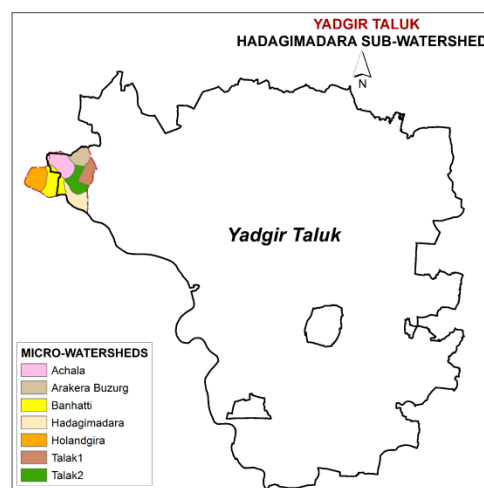 YADGIR TALUK
HADAGIMADARA SUB-WATERSHED
N
Yadgir Taluk
MICRO-WATERSHEDS
Achala
Arakera Buzurg
Banhatti
Hadagimadara
Holandgira
Talak1
Talak2